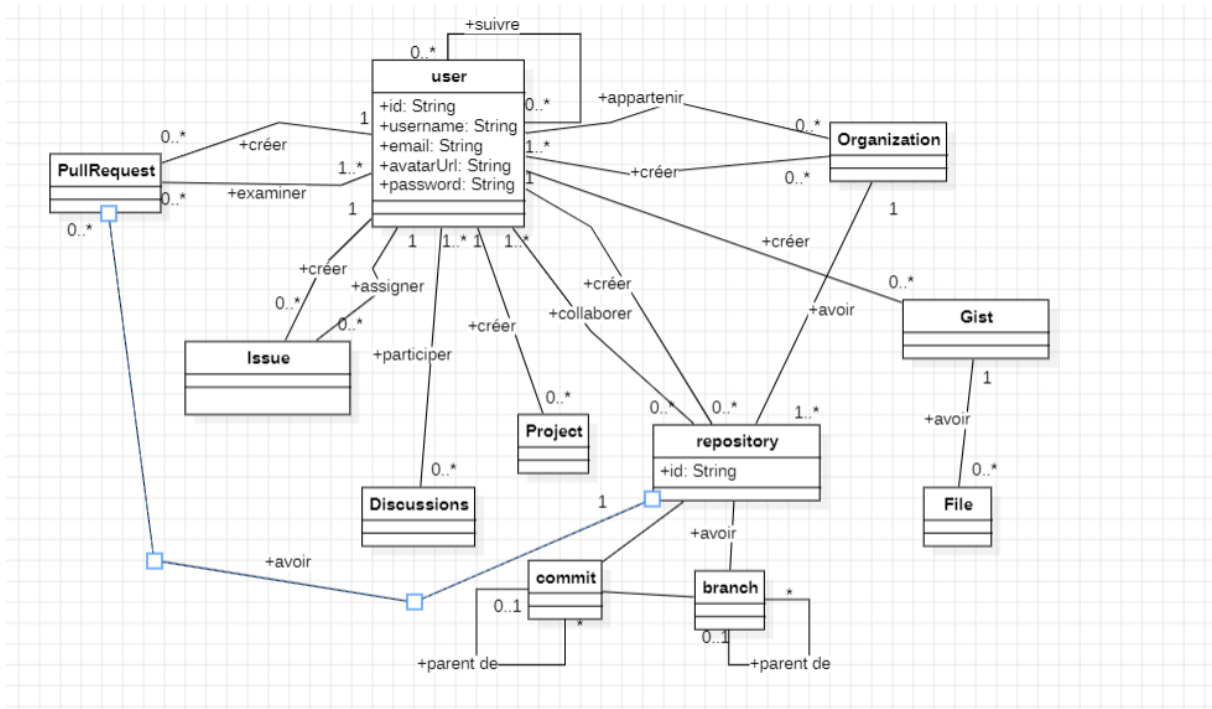 +suivre
0..*
user
+id: String
+username: String
+email: String
+avatarUrl: String
+password: String
0..*
+appartenir
0..*
Organization
1..*
+créer
0..*
1
0..*
+créer
1
PullRequest
1..*
+examiner
0..*
0..*
1
+créer
0..*
1
+assigner
0..*
Issue
1..*
+participer
0..*
Discussions
1
+créer
0..*
Project
1..*
+collaborer
0..*
+créer
0..*
1
+avoir
1..*
repository
+id: String
+créer
0..*
Gist
1
+avoir
0..*
File
1
+avoir
+avoir
commit
0..1
*
+parent de
branch
*
0..1
+parent de